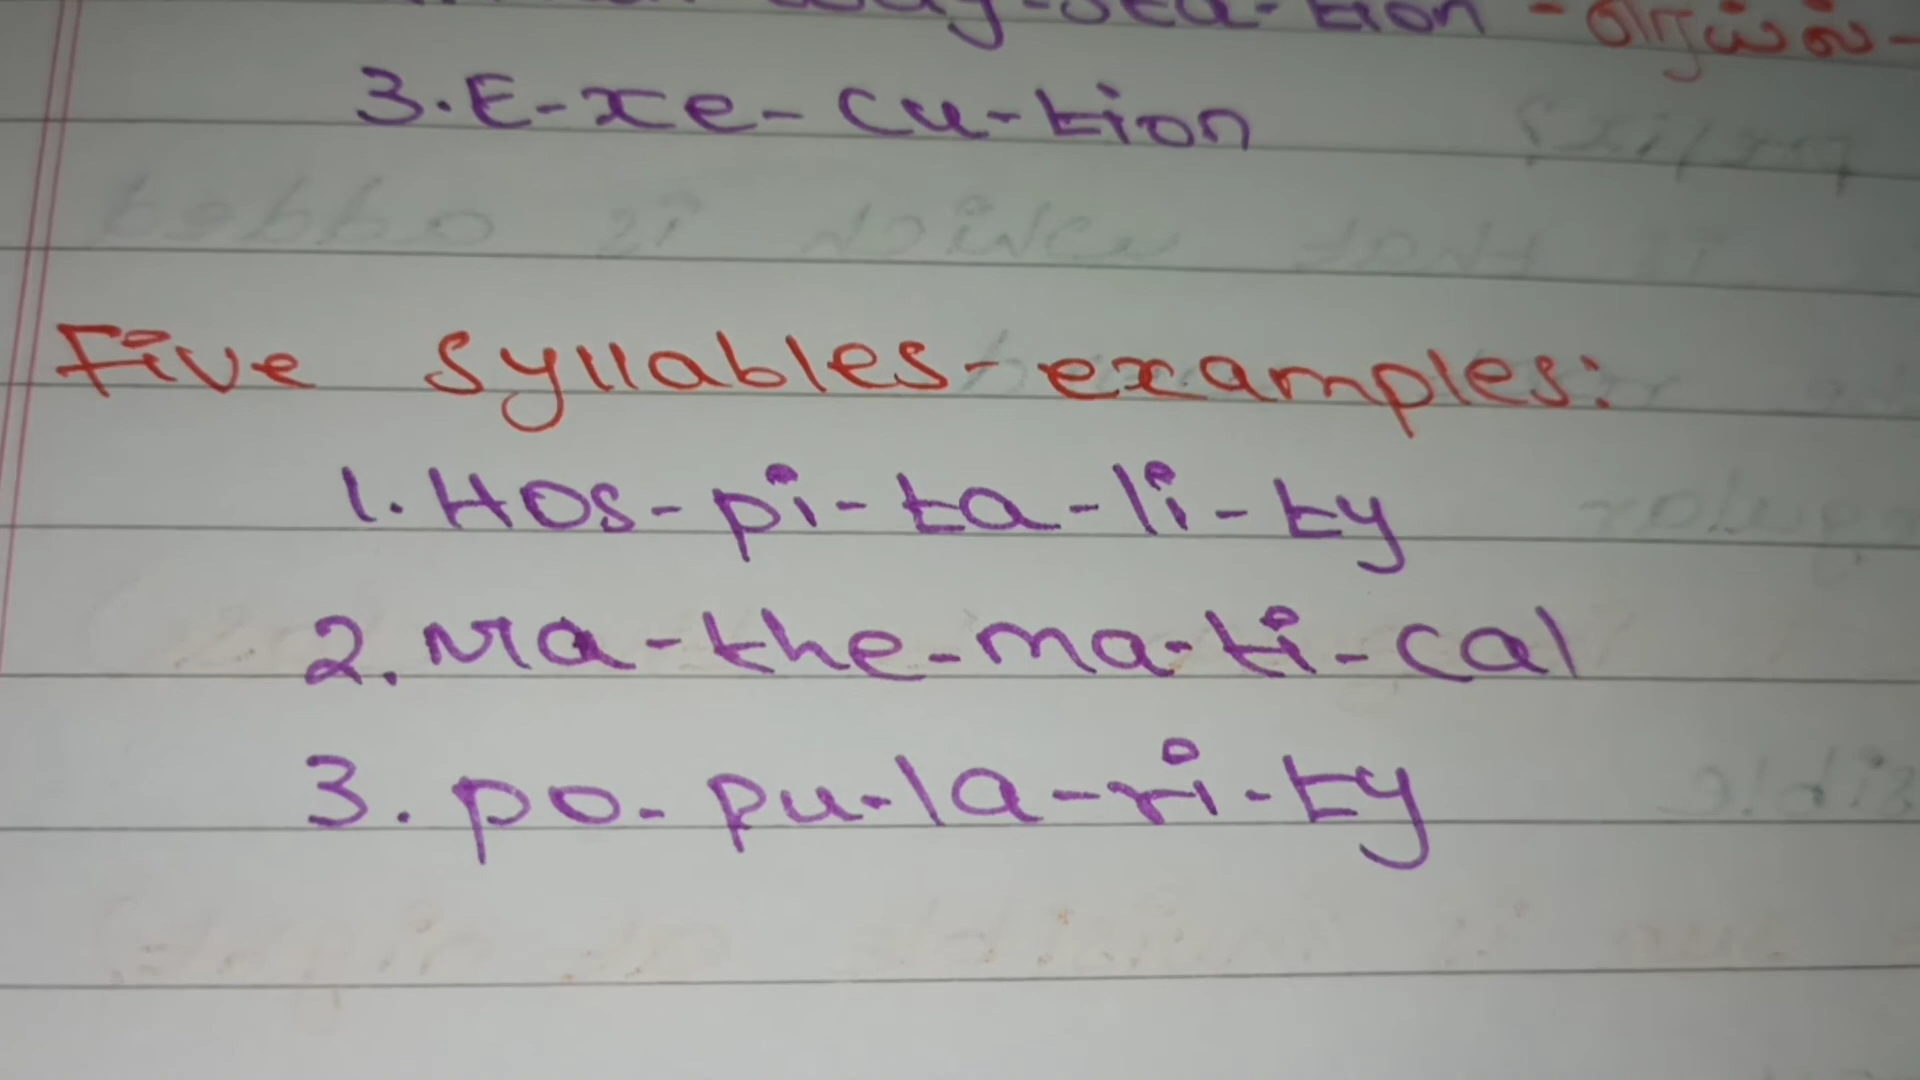 3. E-xe-cu-tion
Five syllables-examples:
1. Hos-pi-ta-li-ty
2. Ma-the-ma-ti-cal
3. po-pu-la-ri-ty